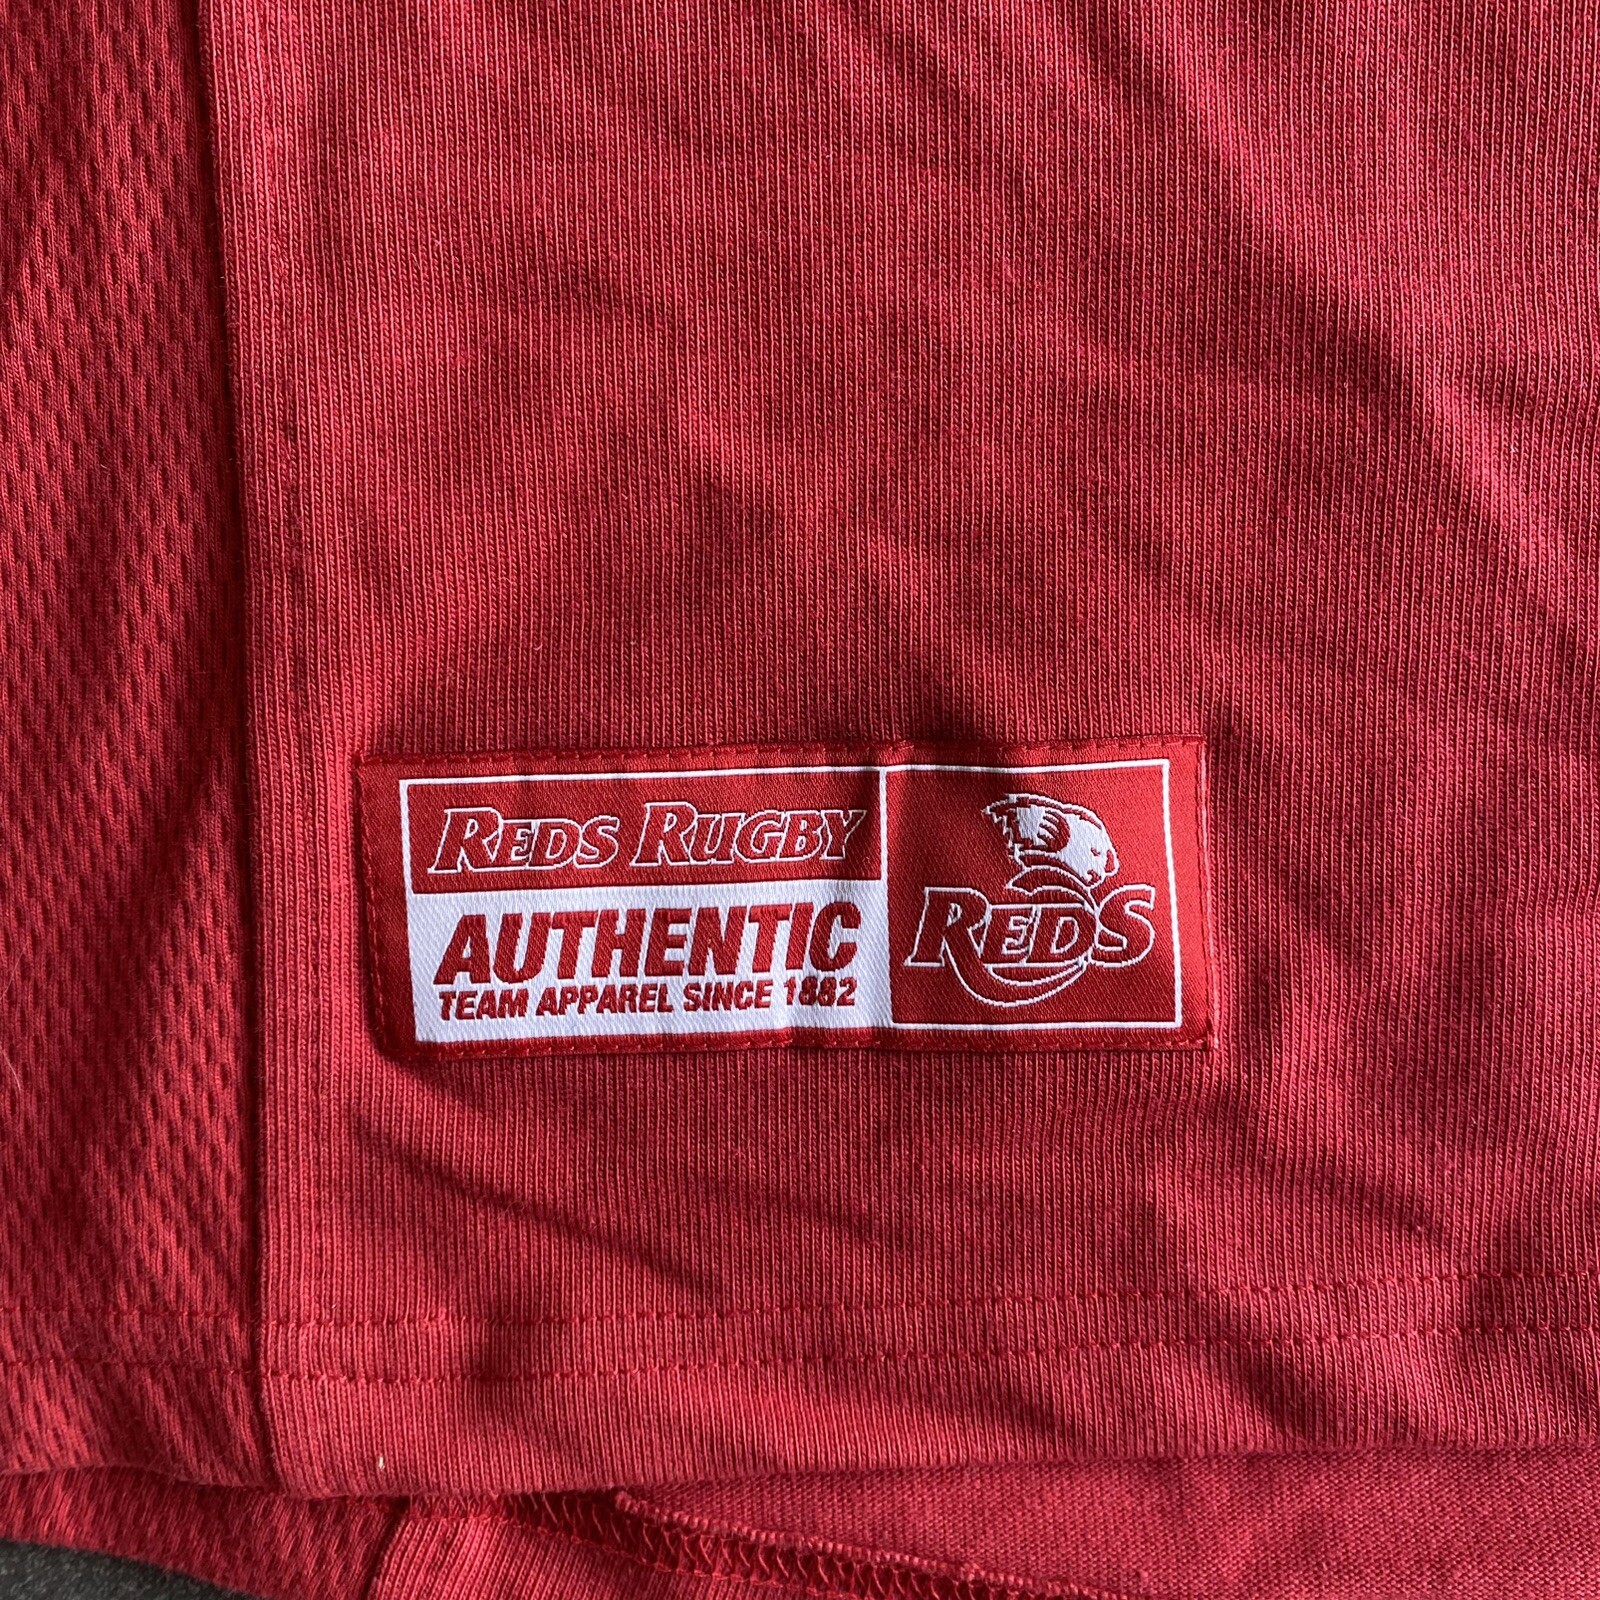 REDS RUGBY
AUTHENTIC
TEAM APPAREL SINCE 1882
REDS